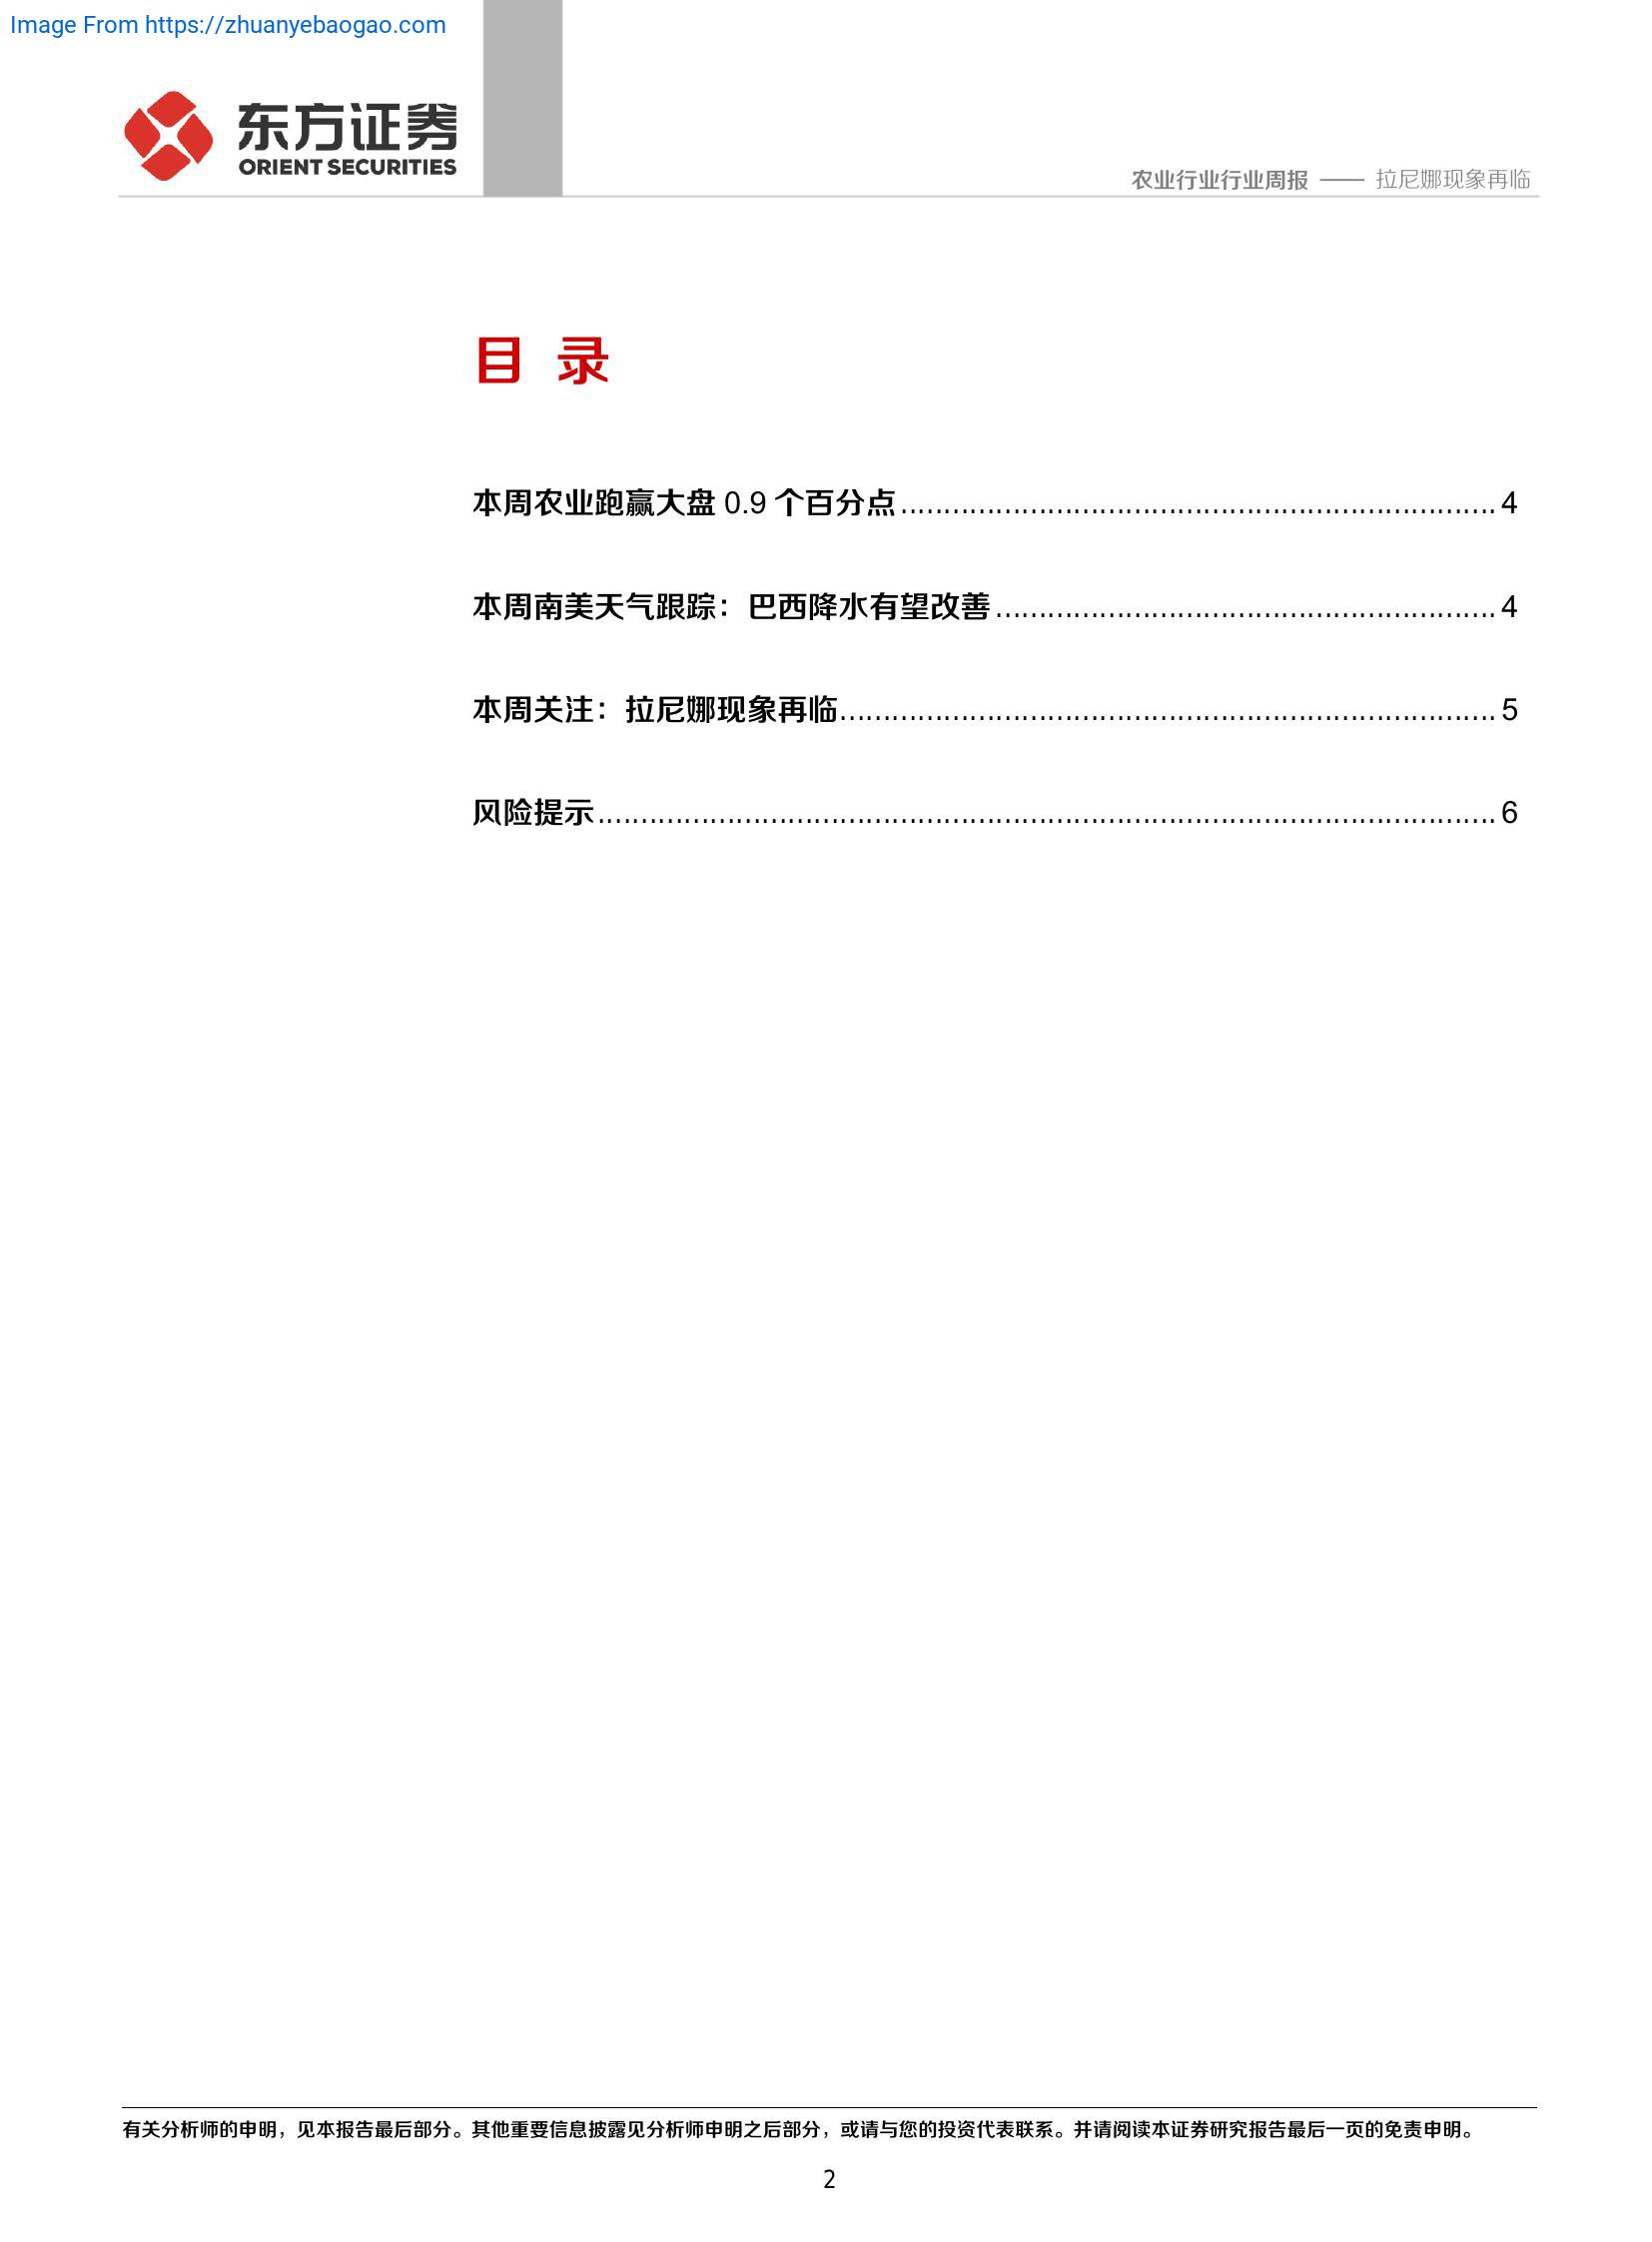 Image From https://zhuanyebaogao.com
东方证券
ORIENT SECURITIES
农业行业行业周报 —— 拉尼娜现象再临
目 录
本周农业跑赢大盘 0.9 个百分点........................................................................ 4
本周南美天气跟踪：巴西降水有望改善............................................................ 4
本周关注：拉尼娜现象再临............................................................................... 5
风险提示............................................................................................................ 6
有关分析师的申明，见本报告最后部分。其他重要信息披露见分析师申明之后部分，或请与您的投资代表联系。并请阅读本证券研究报告最后一页的免责申明。
2